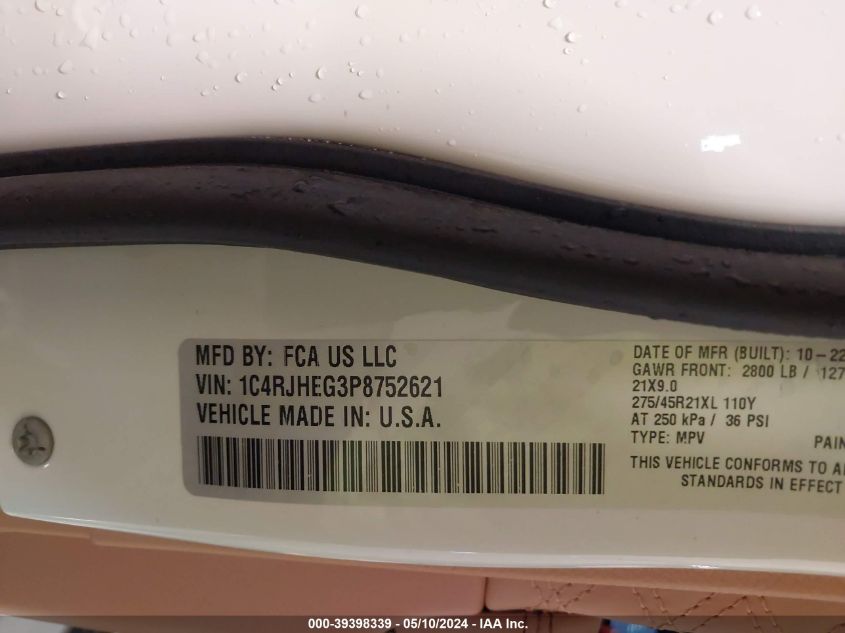 MFD BY: FCA US LLC
VIN: 1C4RJHEG3P8752621
VEHICLE MADE IN: U.S.A.
DATE OF MFR (BUILT): 10-22
GAWR FRONT: 2800 LB / 127
21X9.0
275/45R21XL 110Y
AT 250 kPa / 36 PSI
TYPE: MPV PAIN
THIS VEHICLE CONFORMS TO
STANDARDS IN EFFECT
000-39398339 - 05/10/2024 - IAA Inc.